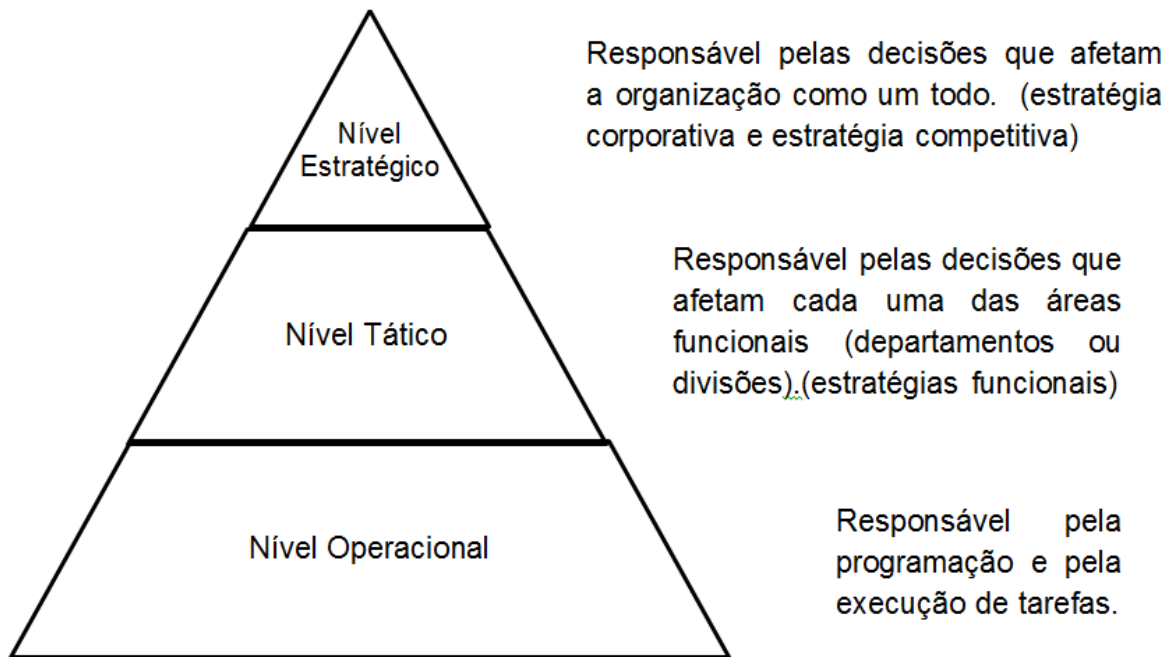 Nível
Estratégico
Responsável pelas decisões que afetam
a organização como um todo. (estratégia
corporativa e estratégia competitiva)
Nível Tático
Responsável pelas decisões que
afetam cada uma das áreas
funcionais (departamentos ou
divisões).(estratégias funcionais)
Nível Operacional
Responsável pela
programação e pela
execução de tarefas.